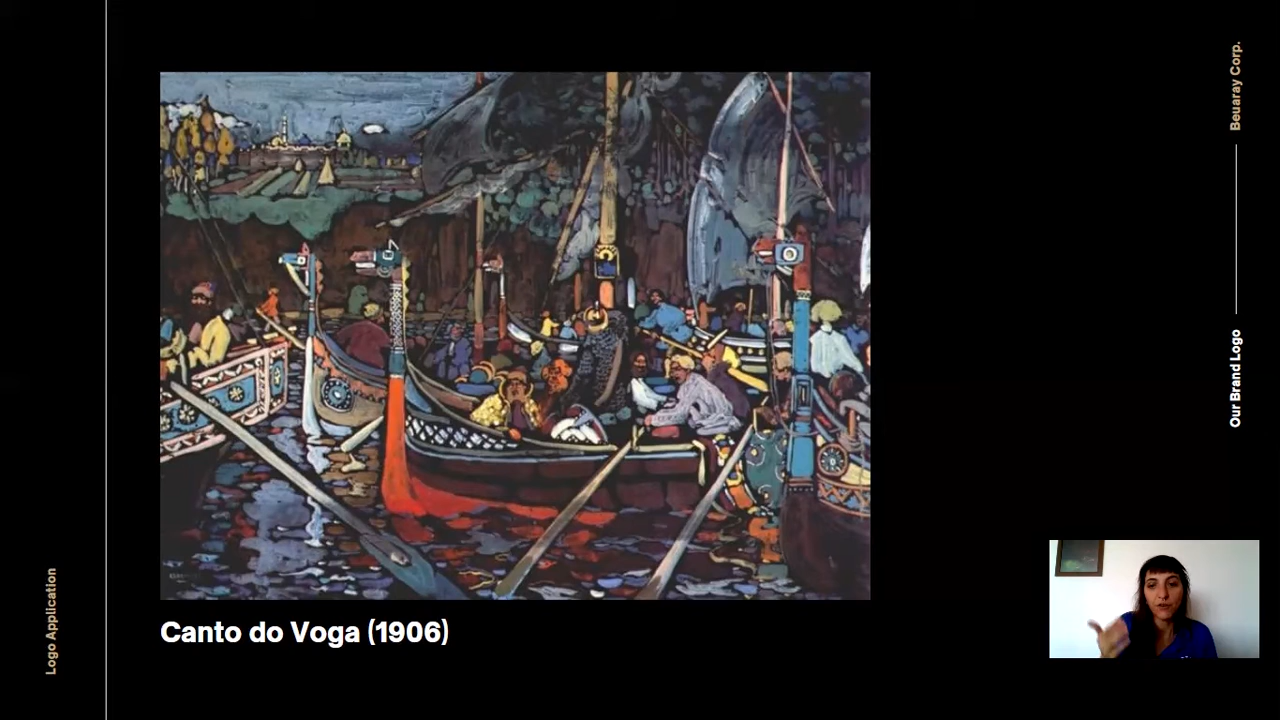 Beuaray Corp.
Our Brand Logo
Logo Application
Canto do Voga (1906)